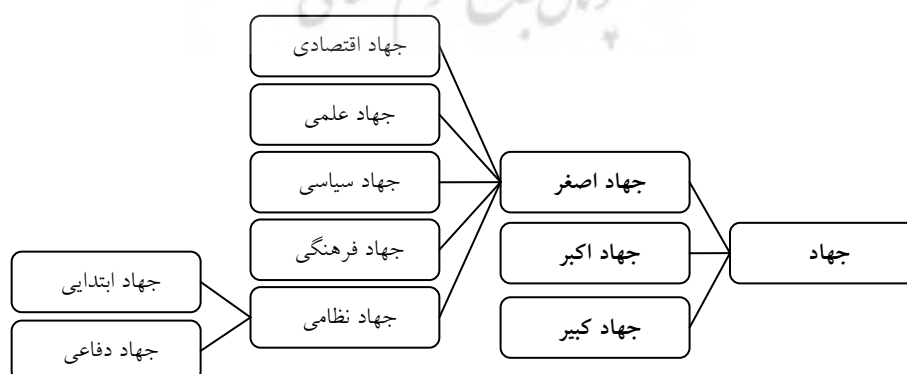 جهاد
جهاد اصغر
جهاد اکبر
جهاد کبیر
جهاد اقتصادی
جهاد علمی
جهاد سیاسی
جهاد فرهنگی
جهاد نظامی
جهاد ابتدایی
جهاد دفاعی